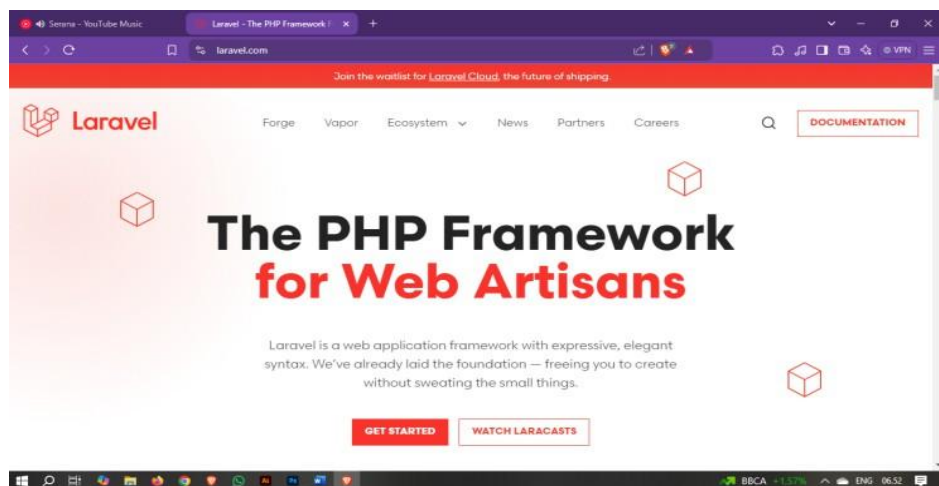 Serana - YouTube Music
Laravel - The PHP Framework F
laravel.com
VPN
Join the waitlist for Laravel Cloud, the future of shipping.
Laravel
Forge Vapor Ecosystem News Partners Careers
DOCUMENTATION
The PHP Framework
for Web Artisans
Laravel is a web application framework with expressive, elegant
syntax. We've already laid the foundation — freeing you to create
without sweating the small things.
GET STARTED
WATCH LARACASTS
BBCA +1.57% ENG 06.52